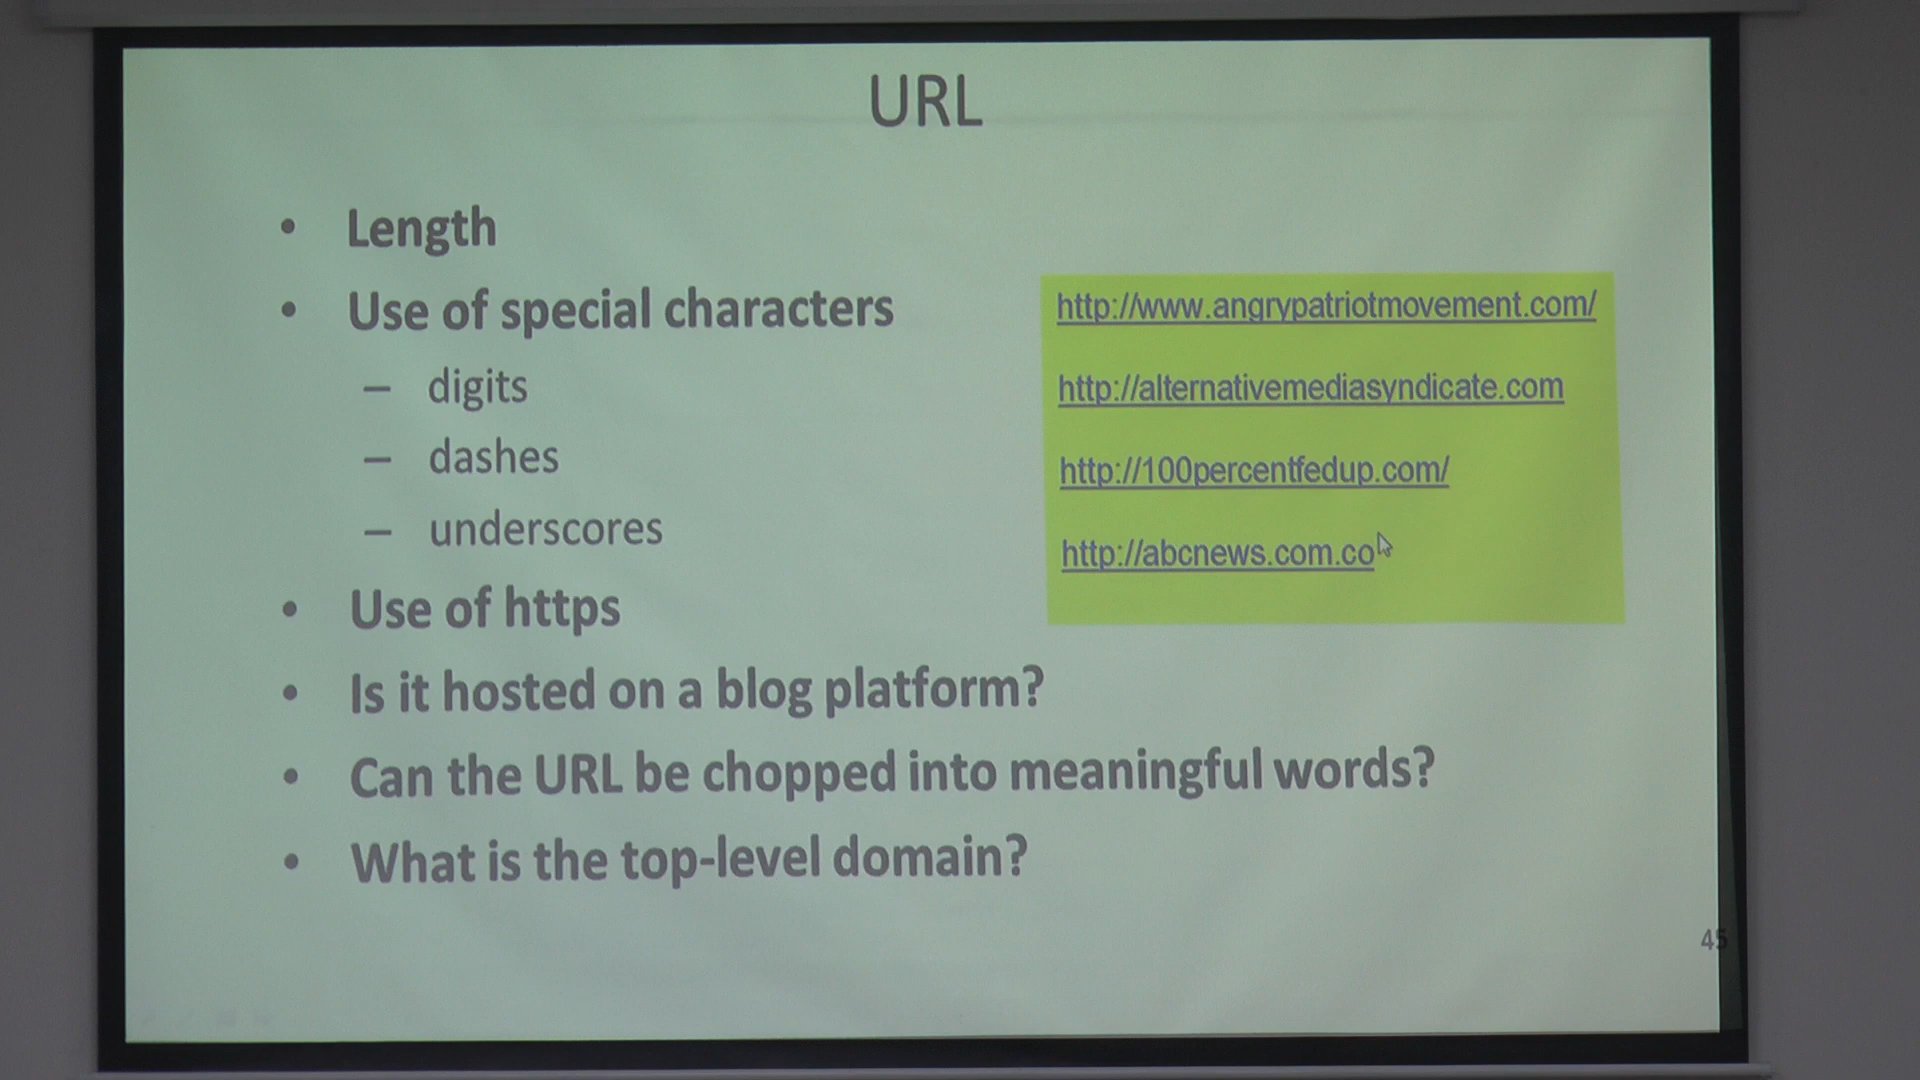 URL
• Length
• Use of special characters
– digits
– dashes
– underscores
• Use of https
• Is it hosted on a blog platform?
• Can the URL be chopped into meaningful words?
• What is the top-level domain?
http://www.angrypatriotmovement.com/
http://alternativemediasyndicate.com
http://100percentfedup.com/
http://abcnews.com.co
45